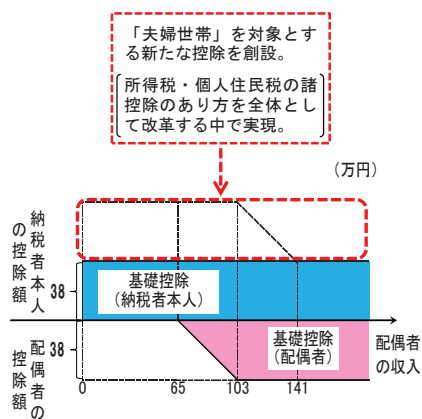 「夫婦世帯」を対象とす
る新たな控除を創設。
所得税・個人住民税の諸
控除のあり方を全体とし
て改革する中で実現。
(万円)
納税者本人
の控除額
38
基礎控除
(納税者本人)
38
基礎控除
(配偶者)
配偶者
の収入
配偶者の
控除額
0
65
103
141